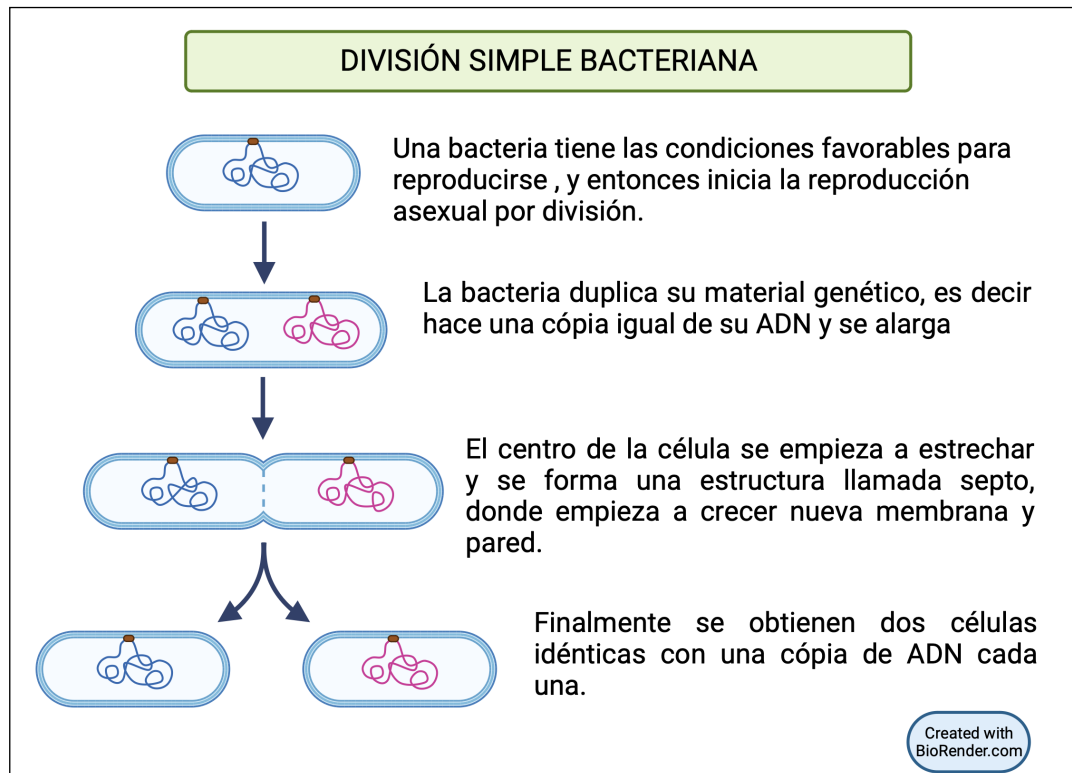 DIVISIÓN SIMPLE BACTERIANA
Una bacteria tiene las condiciones favorables para
reproducirse , y entonces inicia la reproducción
asexual por división.
La bacteria duplica su material genético, es decir
hace una cópia igual de su ADN y se alarga
El centro de la célula se empieza a estrechar
y se forma una estructura llamada septo,
donde empieza a crecer nueva membrana y
pared.
Finalmente se obtienen dos células
idénticas con una cópia de ADN cada
una.
Created with
BioRender.com